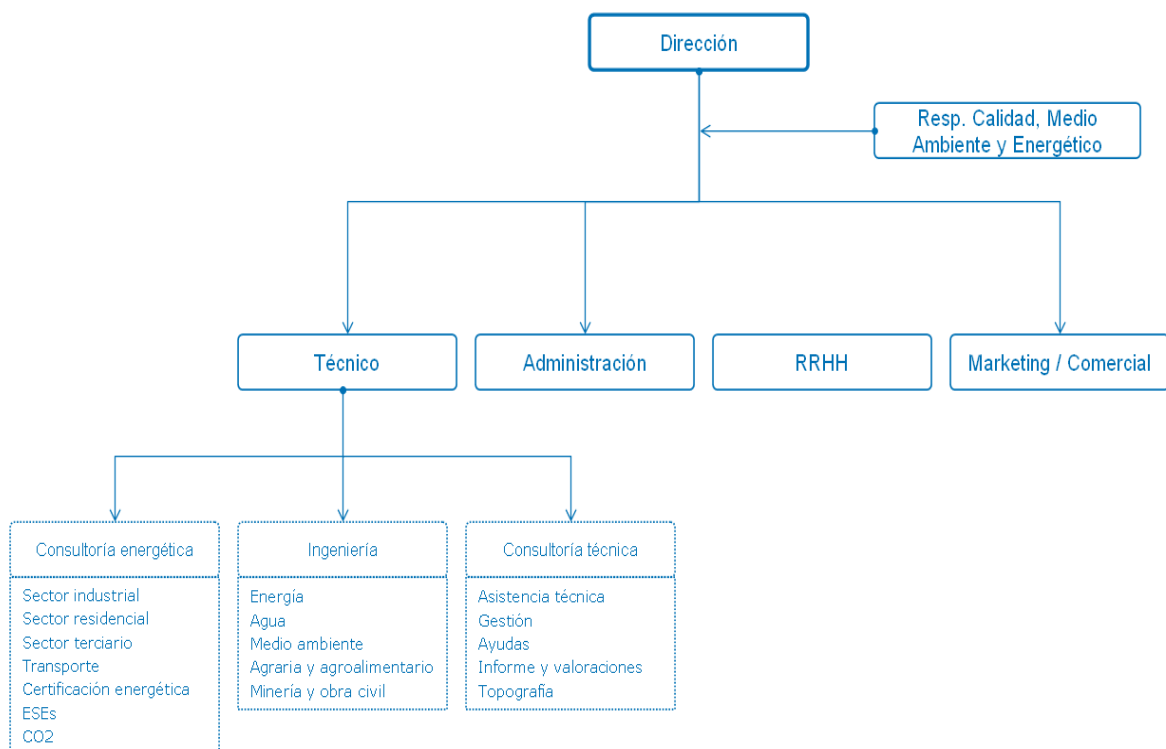 Dirección
Resp. Calidad, Medio
Ambiente y Energético
Técnico
Administración
RRHH
Marketing / Comercial
Consultoría energética
Sector industrial
Sector residencial
Sector terciario
Transporte
Certificación energética
ESEs
CO2
Ingeniería
Energía
Agua
Medio ambiente
Agraria y agroalimentario
Minería y obra civil
Consultoría técnica
Asistencia técnica
Gestión
Ayudas
Informe y valoraciones
Topografía